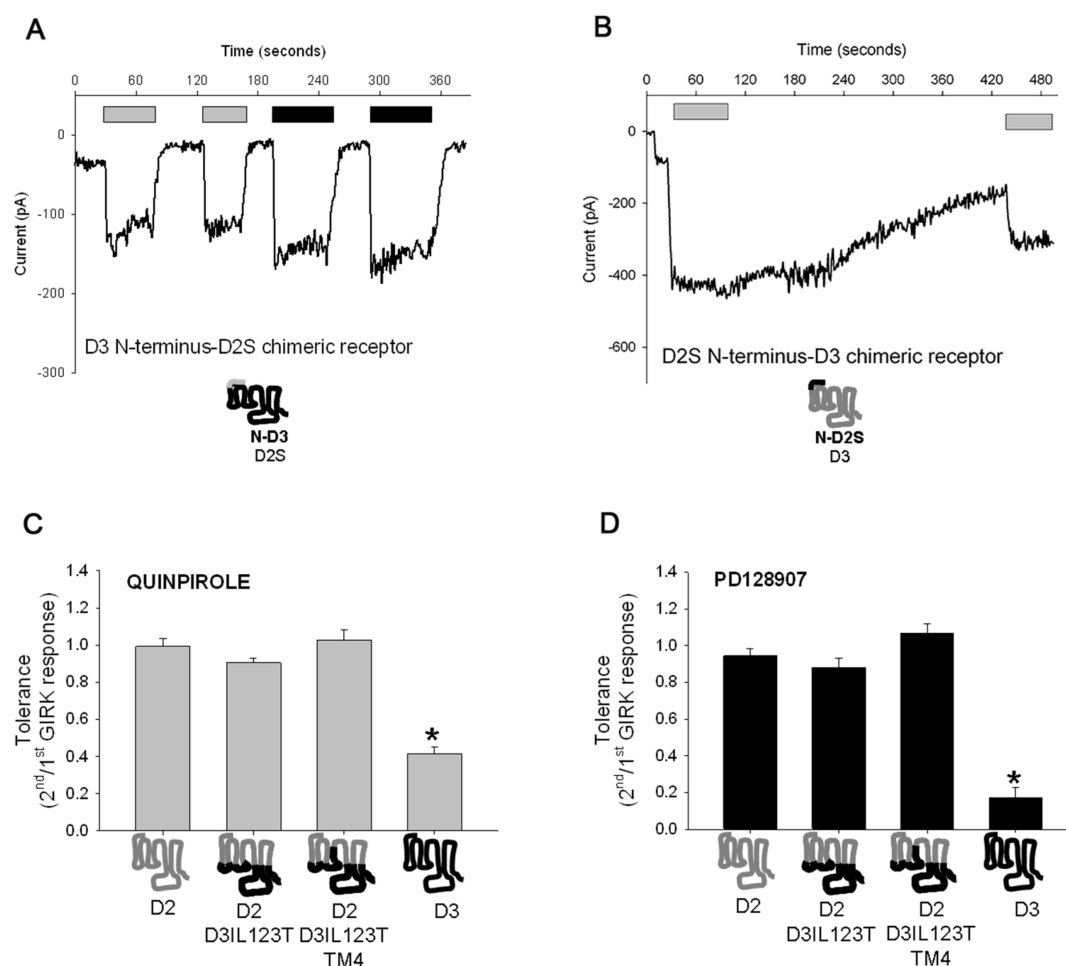 A
Time (seconds)
0 60 120 180 240 300 360
0
-100
-200
-300
Current (pA)
D3 N-terminus-D2S chimeric receptor
N-D3
D2S
B
Time (seconds)
0 60 120 180 240 300 360 420 480
0
-200
-400
-600
Current (pA)
D2S N-terminus-D3 chimeric receptor
N-D2S
D3
C
QUINPIROLE
1.4
1.2
1.0
0.8
0.6
0.4
0.2
0.0
Tolerance
(2nd/1st GIRK response)
*
D2
D2
D3IL123T
D2
D3IL123T
TM4
D3
D
PD128907
1.4
1.2
1.0
0.8
0.6
0.4
0.2
0.0
Tolerance
(2nd/1st GIRK response)
*
D2
D2
D3IL123T
D2
D3IL123T
TM4
D3